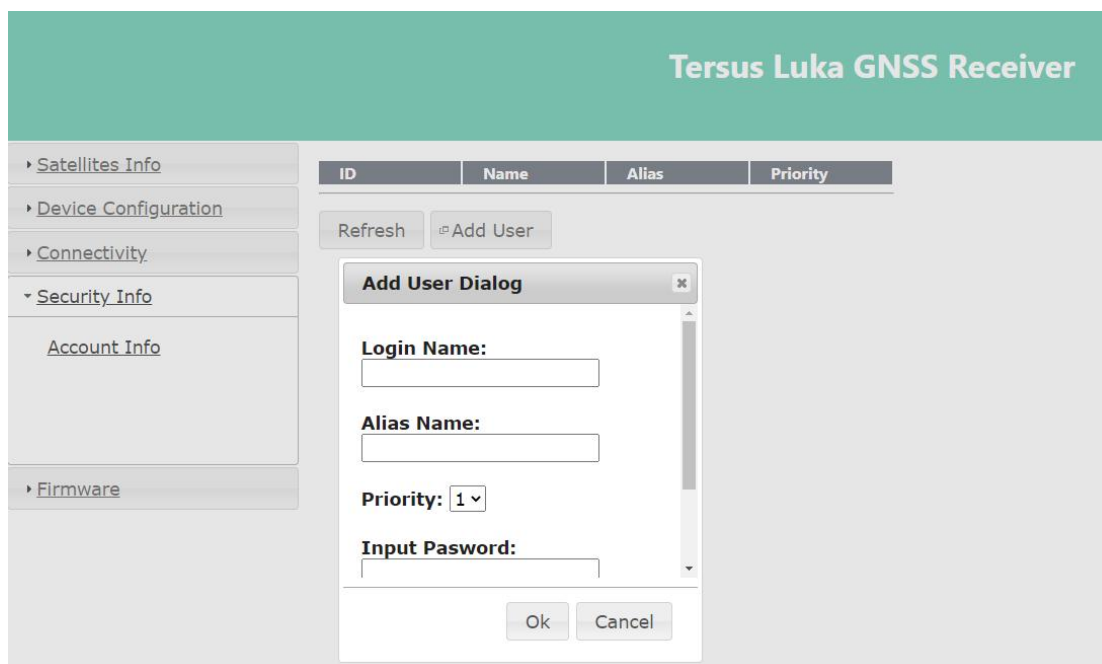 Tersus Luka GNSS Receiver
Satellites Info
Device Configuration
Connectivity
Security Info
Account Info
Firmware
ID Name Alias Priority
Refresh Add User
Add User Dialog
Login Name:
Alias Name:
Priority: 1
Input Pasword:
Ok Cancel